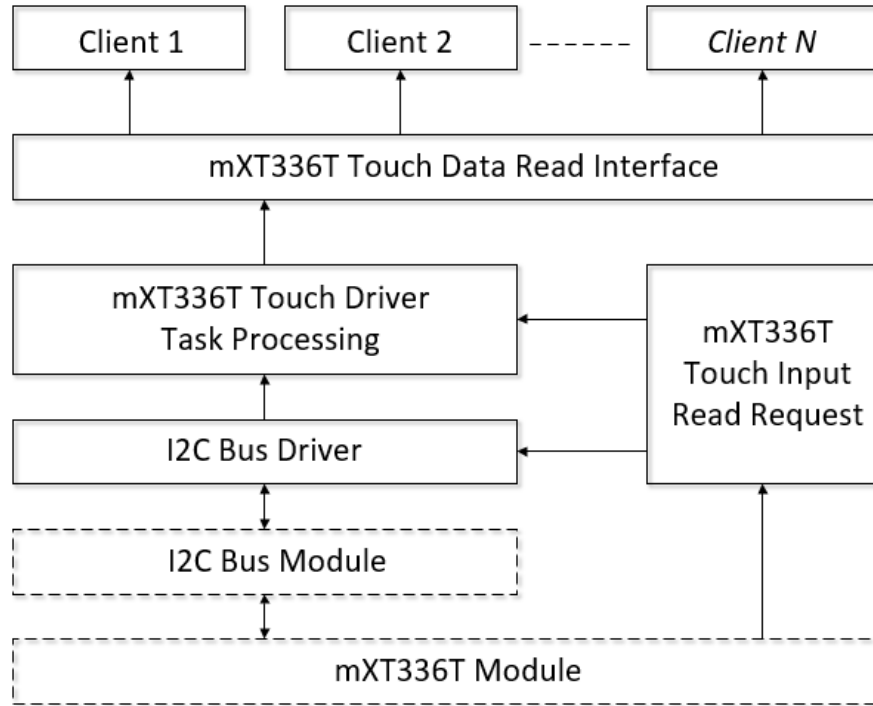 Client 1
Client 2
Client N
mXT336T Touch Data Read Interface
mXT336T Touch Driver
Task Processing
mXT336T
Touch Input
Read Request
I2C Bus Driver
I2C Bus Module
mXT336T Module